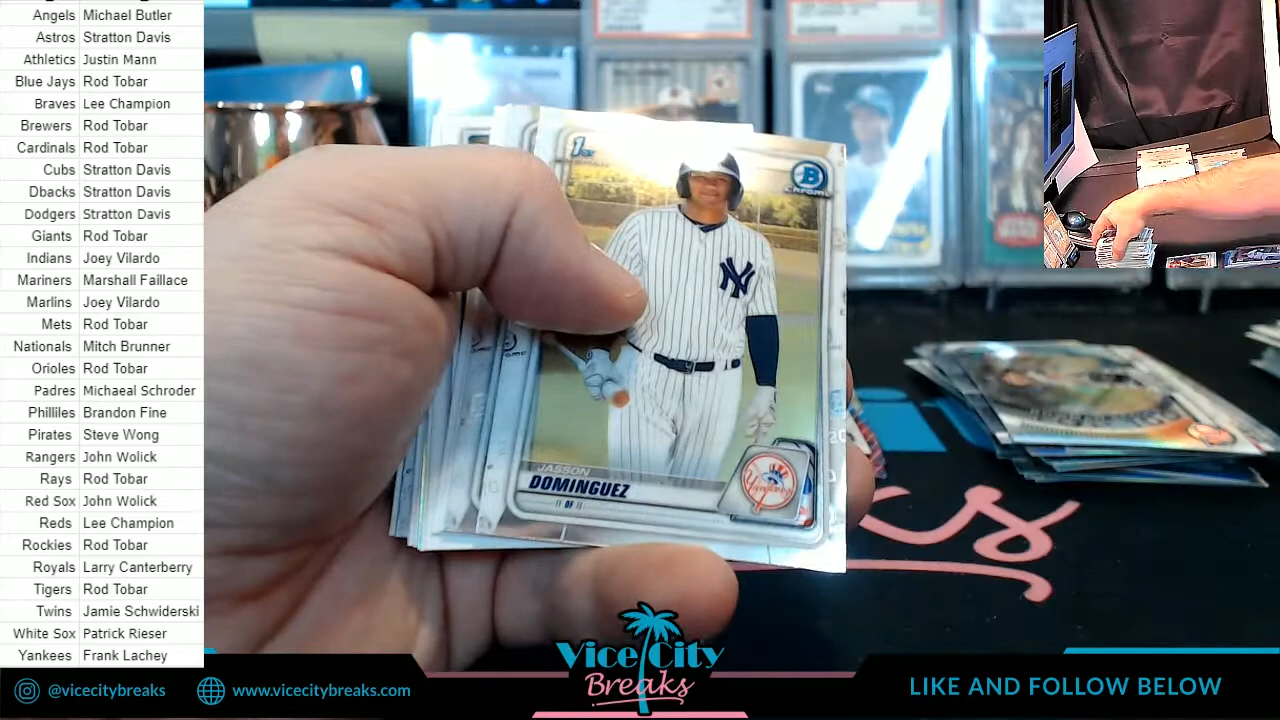 Angels Michael Butler
Astros Stratton Davis
Athletics Justin Mann
Blue Jays Rod Tobar
Braves Lee Champion
Brewers Rod Tobar
Cardinals Rod Tobar
Cubs Stratton Davis
Dbacks Stratton Davis
Dodgers Stratton Davis
Giants Rod Tobar
Indians Joey Vilardo
Mariners Marshall Faillace
Marlins Joey Vilardo
Mets Rod Tobar
Nationals Mitch Brunner
Orioles Rod Tobar
Padres Michaeal Schroder
Philliles Brandon Fine
Pirates Steve Wong
Rangers John Wolick
Rays Rod Tobar
Red Sox John Wolick
Reds Lee Champion
Rockies Rod Tobar
Royals Larry Canterberry
Tigers Rod Tobar
Twins Jamie Schwiderski
White Sox Patrick Rieser
Yankees Frank Lachey
1st
B
CHROME
NY
JASSON
DOMINGUEZ
OF
Yankees
@vicecitybreaks
www.vicecitybreaks.com
Vice City
Breaks
LIKE AND FOLLOW BELOW